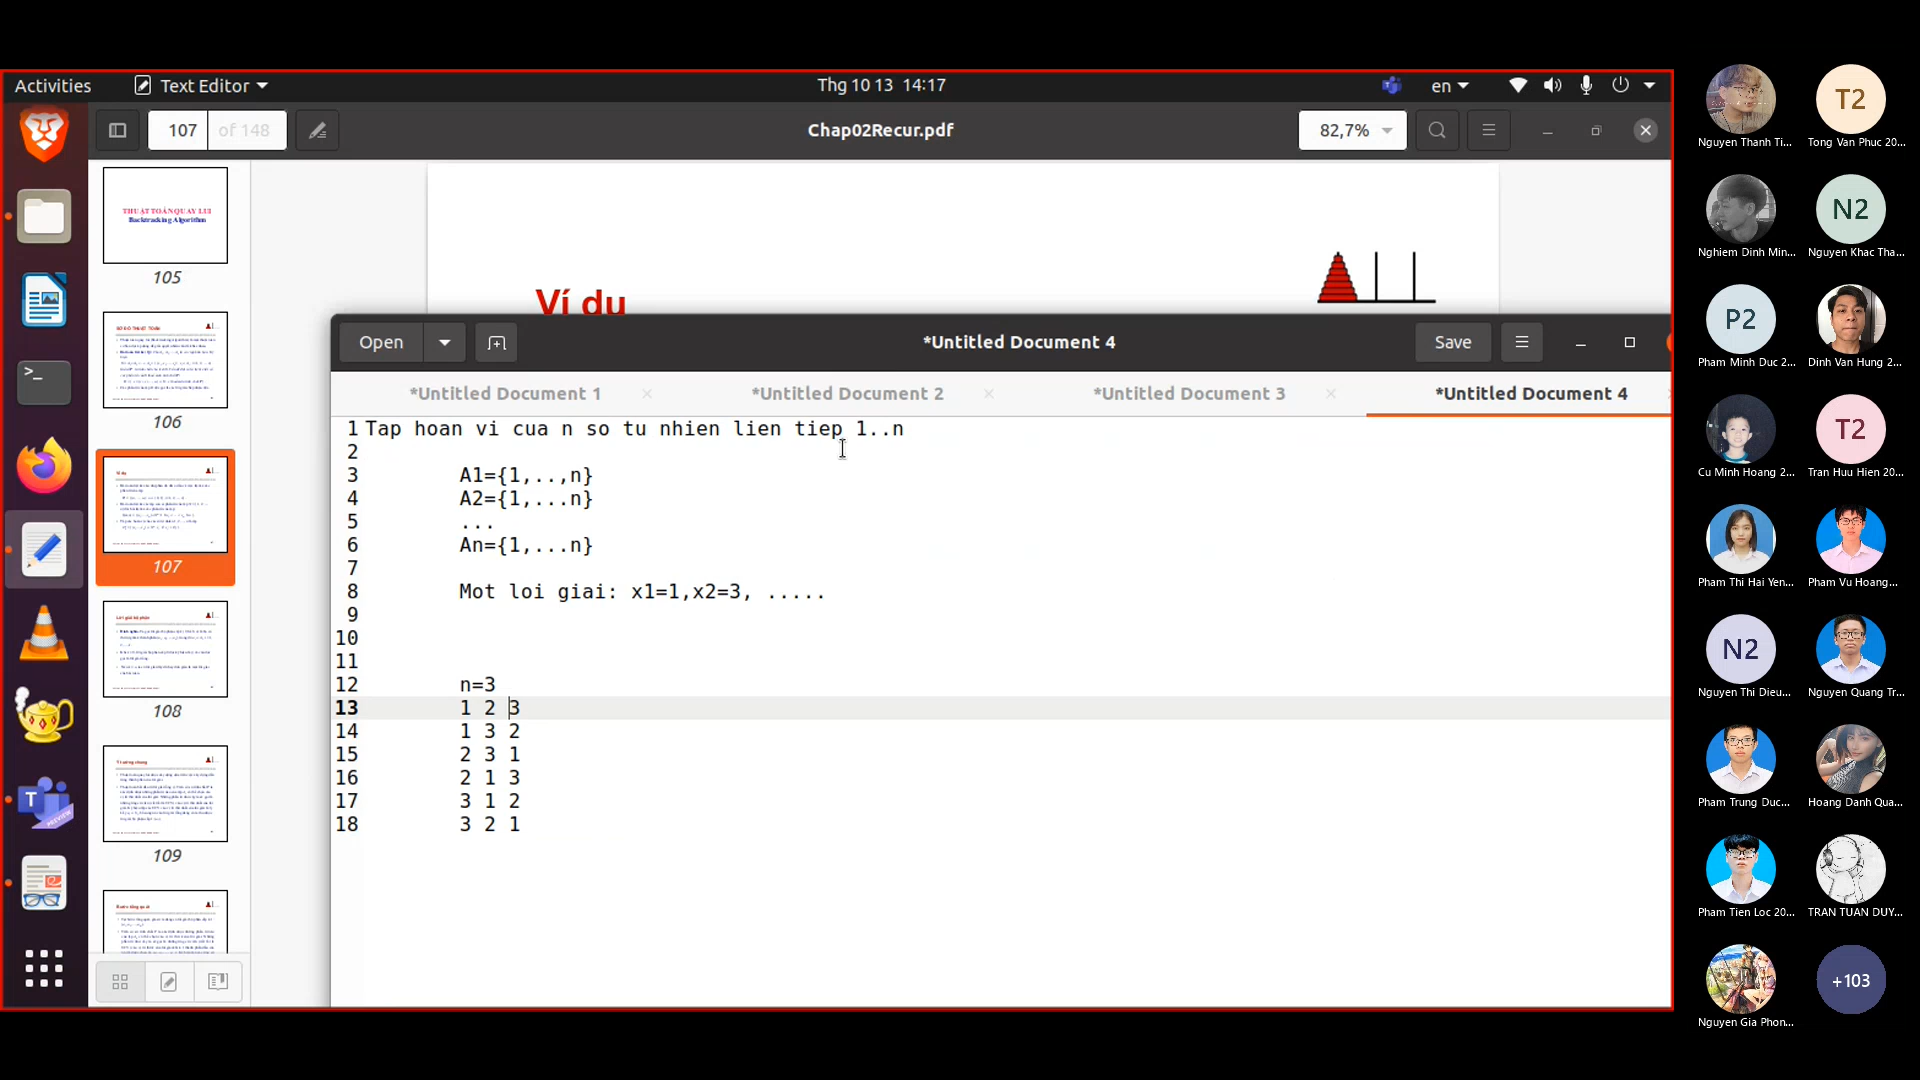 Activities
Text Editor
Thg 10 13 14:17
en
107
of 148
Chap02Recur.pdf
82,7%
THUẬT TOÁN QUAY LUI
Backtracking Algorithm
105
106
107
108
109
Ví dụ
Open
*Untitled Document 4
Save
*Untitled Document 1
*Untitled Document 2
*Untitled Document 3
*Untitled Document 4
1 Tap hoan vi cua n so tu nhien lien tiep 1..n
2
3 A1={1,..,n}
4 A2={1,...n}
5 ...
6 An={1,...n}
7
8 Mot loi giai: x1=1,x2=3, .....
9
10
11
12 n=3
13 1 2 3
14 1 3 2
15 2 3 1
16 2 1 3
17 3 1 2
18 3 2 1
T2
Nguyen Thanh Ti...
Tong Van Phuc 20...
N2
Nghiem Dinh Min...
Nguyen Khac Tha...
P2
Pham Minh Duc 2...
Dinh Van Hung 2...
T2
Cu Minh Hoang 2...
Tran Huu Hien 20...
Pham Thi Hai Yen...
Pham Vu Hoang...
N2
Nguyen Thi Dieu...
Nguyen Quang Tr...
Pham Trung Duc...
Hoang Danh Qua...
Pham Tien Loc 20...
TRAN TUAN DUY...
+103
Nguyen Gia Phon...